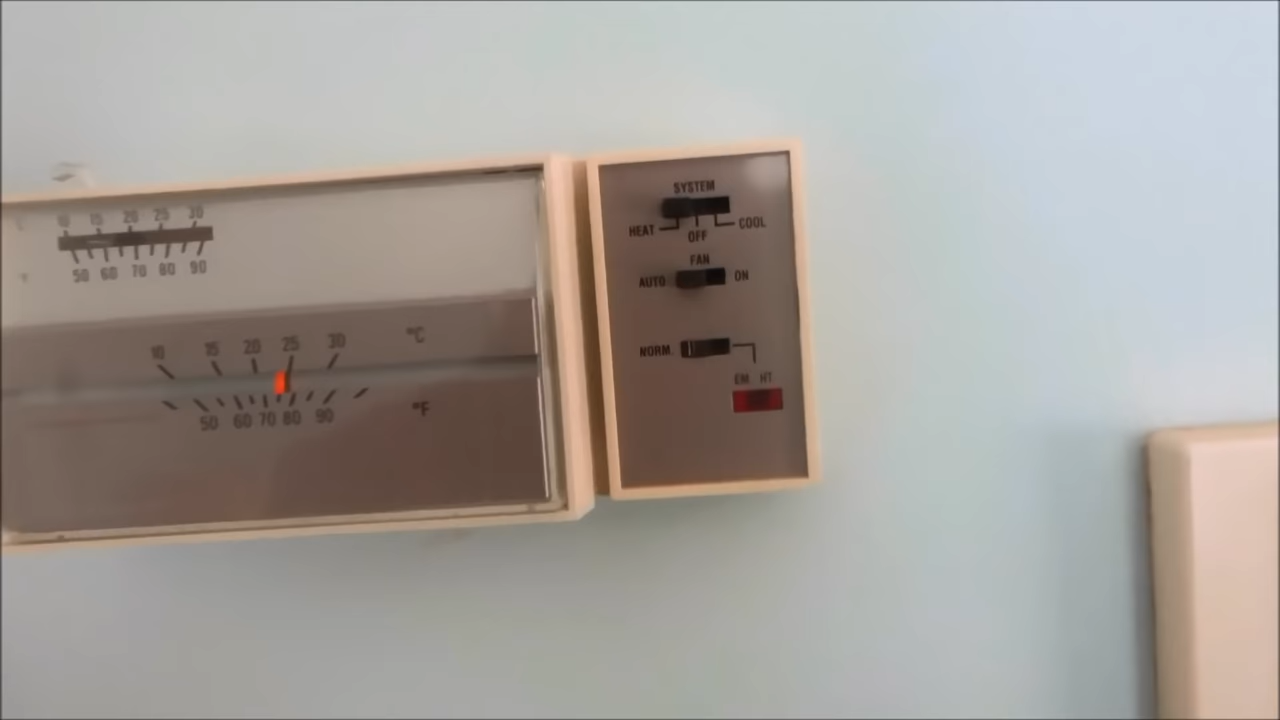 °C 10 15 20 25 30
°F 50 60 70 80 90
10 15 20 25 30 °C
50 60 70 80 90 °F
SYSTEM
HEAT OFF COOL
FAN
AUTO ON
NORM.
EM HT